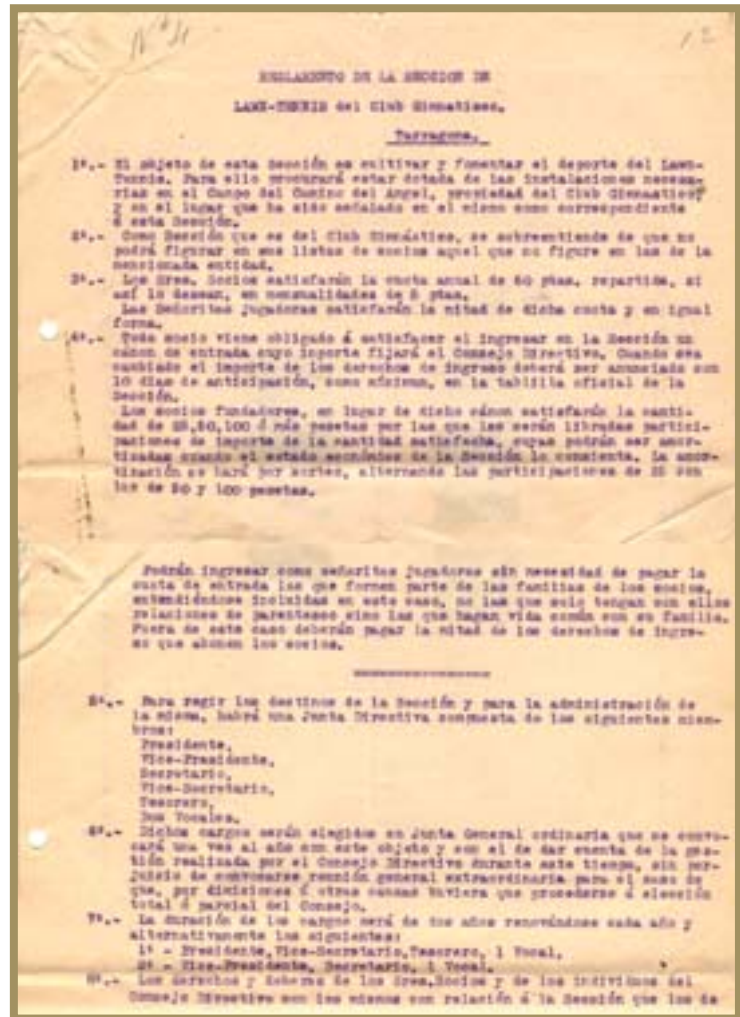 Nº 4
12
REGLAMENTO DE LA SECCION DE
LAWN-TENNIS del Club Gimnastico.
Tarragona.
1º.- El objeto de esta Sección es cultivar y fomentar el deporte del Lawn-
Tennis. Para ello procurará estar dotada de las instalaciones necesa-
rias en el Campo del Camino del Angel, propiedad del Club Gimnastico,
y en el lugar que ha sido señalado en el mismo como correspondiente
á esta Sección.
2º.- Como Sección que es del Club Gimnástico, se sobreentiende de que no
podrá figurar en sus listas de socios aquel que no figure en las de la
mencionada entidad.
3º.- Los Sres. Socios satisfarán la cuota anual de 60 ptas. repartida, si
así lo desean, en mensualidades de 5 ptas.
Las Señoritas jugadoras satisfarán la mitad de dicha cuota y en igual
forma.
4º.- Todo socio viene obligado á satisfacer al ingresar en la Sección un
cánon de entrada cuyo importe fijará el Consejo Directivo. Cuando sea
cambiado el importe de los derechos de ingreso deberá ser anunciado con
10 dias de anticipación, como mínimum, en la tablilla oficial de la
Sección.
Los socios fundadores, en lugar de dicho cánon satisfarán la canti-
dad de 25,50,100 ó más pesetas por las que les serán libradas partici-
paciones de importe de la cantidad satisfecha, cuyas podrán ser amor-
tizadas cuando el estado económico de la Sección lo consienta. La amor-
tización se hará por sorteo, alternando las participaciones de 25 con
las de 50 y 100 pesetas.
Podrán ingresar como señoritas jugadoras sin necesidad de pagar la
cuota de entrada las que formen parte de las familias de los socios,
entendiéndose incluidas en este caso, no las que solo tengan con ellos
relaciones de parentesco sino las que hagan vida común con su familia.
Fuera de este caso deberán pagar la mitad de los derechos de ingre-
so que abonen los socios.
5º.- Para regir los destinos de la Sección y para la administración de
la misma, habrá una Junta Directiva compuesta de los siguientes miem-
bros:
Presidente,
Vice-Presidente,
Secretario,
Vice-Secretario,
Tesorero,
Dos Vocales.
6º.- Dichos cargos serán elegidos en Junta General ordinaria que se convo-
cará una vez al año con este objeto y con el de dar cuenta de la ges-
tión realizada por el Consejo Directivo durante este tiempo, sin per-
juicio de convocarse reunión general extraordinaria para el caso de
que, por dimisiones ó otras causas tuviera que procederse á elección
total ó parcial del Consejo.
7º.- La duración de los cargos será de dos años renovándose cada año y
alternativamente los siguientes:
1º - Presidente,Vice-Secretario,Tesorero, 1 Vocal.
2º - Vice-Presidente, Secretario, 1 Vocal.
8º.- Los derechos y deberes de los Sres.Socios y de los individuos del
Consejo Directivo son los mismos con relación á la Sección que los de